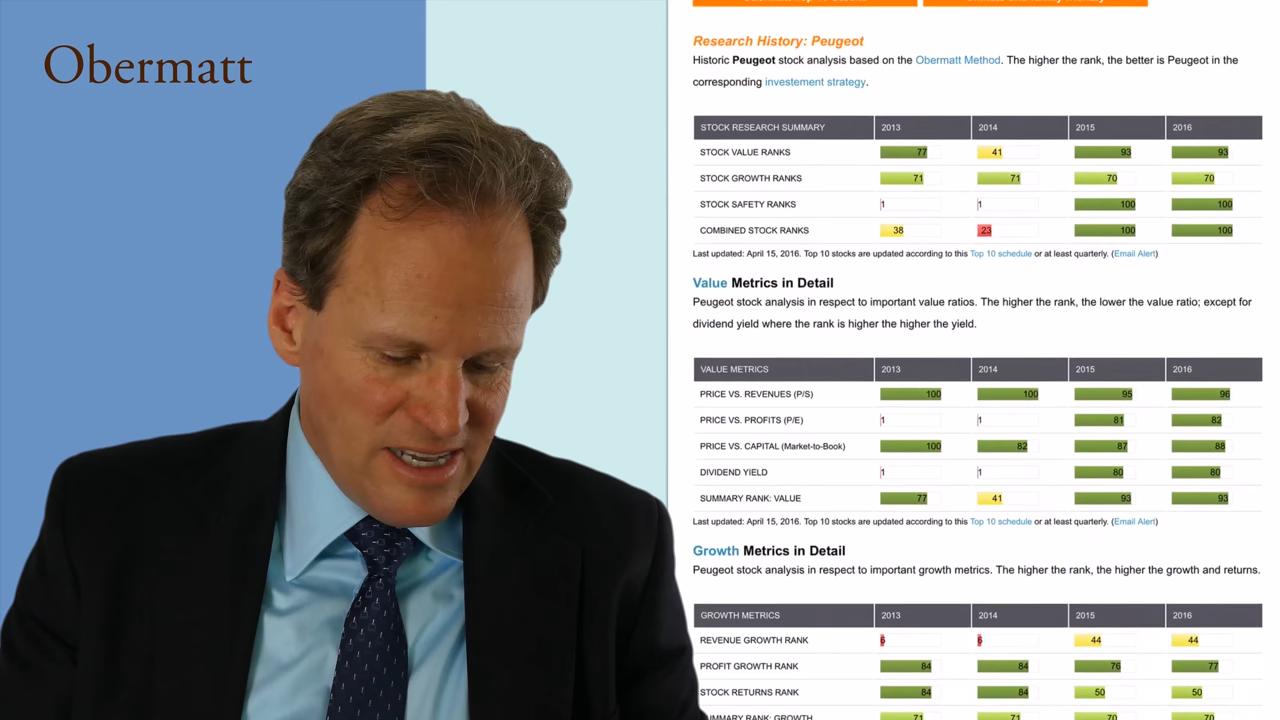 Obermatt
Research History: Peugeot
Historic Peugeot stock analysis based on the Obermatt Method. The higher the rank, the better is Peugeot in the
corresponding investement strategy.
STOCK RESEARCH SUMMARY 2013 2014 2015 2016
STOCK VALUE RANKS 77 41 93 93
STOCK GROWTH RANKS 71 71 70 70
STOCK SAFETY RANKS 1 1 100 100
COMBINED STOCK RANKS 38 23 100 100
Last updated: April 15, 2016. Top 10 stocks are updated according to this Top 10 schedule or at least quarterly. (Email Alert)
Value Metrics in Detail
Peugeot stock analysis in respect to important value ratios. The higher the rank, the lower the value ratio; except for
dividend yield where the rank is higher the higher the yield.
VALUE METRICS 2013 2014 2015 2016
PRICE VS. REVENUES (P/S) 100 100 95 96
PRICE VS. PROFITS (P/E) 1 1 81 82
PRICE VS. CAPITAL (Market-to-Book) 100 82 87 88
DIVIDEND YIELD 1 1 80 80
SUMMARY RANK: VALUE 77 41 93 93
Last updated: April 15, 2016. Top 10 stocks are updated according to this Top 10 schedule or at least quarterly. (Email Alert)
Growth Metrics in Detail
Peugeot stock analysis in respect to important growth metrics. The higher the rank, the higher the growth and returns.
GROWTH METRICS 2013 2014 2015 2016
REVENUE GROWTH RANK 6 6 44 44
PROFIT GROWTH RANK 84 84 76 77
STOCK RETURNS RANK 84 84 50 50
SUMMARY RANK: GROWTH 71 71 70 70